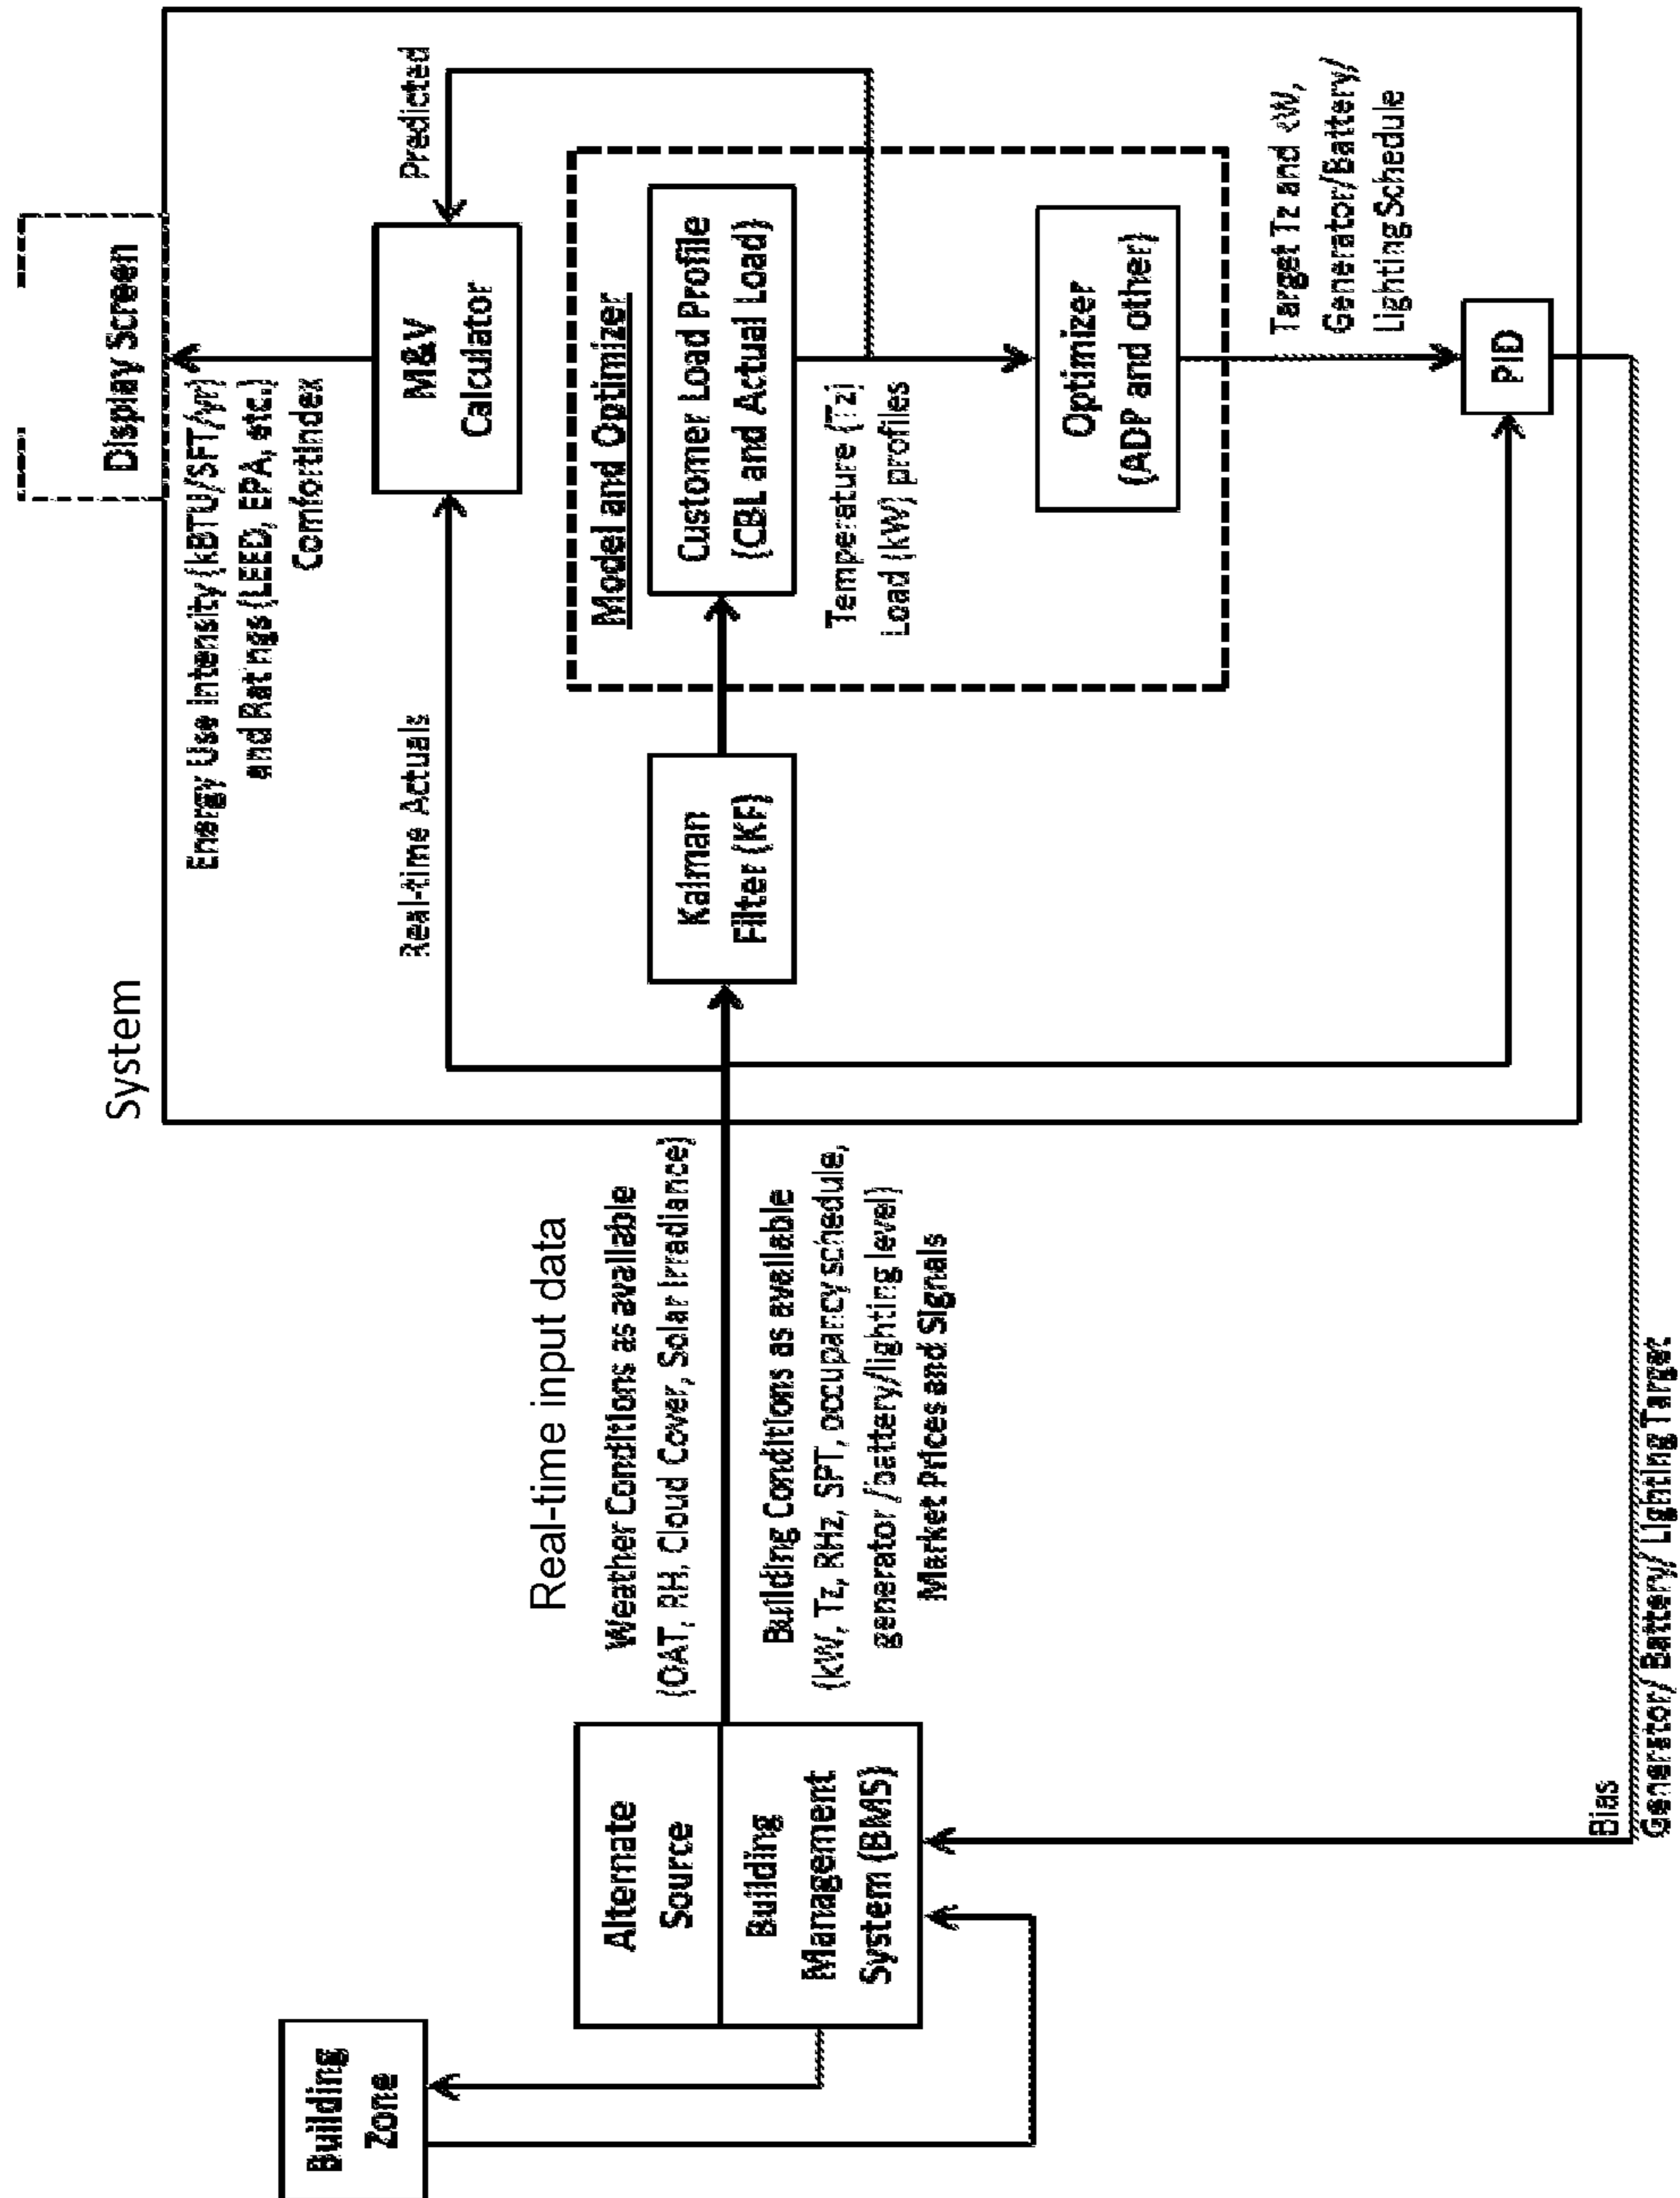 Display Screen
System
Energy Use Intensity (kBTU/SFT/yr)
and Ratings (LEED, EPA, etc.)
Comfort Index
Real-time Actuals
Predicted
M&V
Calculator
Building
Zone
Alternate
Source
Building
Management
System (BMS)
Real-time input data
Weather Conditions as available
(OAT, RH, Cloud Cover, Solar Irradiance)
Building Conditions as available
(kW, Tz, RHz, SPT, occupancy schedule,
generator/battery/lighting level)
Market Prices and Signals
Kalman
Filter (KF)
Model and Optimizer
Customer Load Profile
(CBL and Actual Load)
Temperature (Tz)
Load (kW) profiles
Optimizer
(ADP and other)
Target Tz and kW,
Generator/Battery/
Lighting Schedule
PID
Bias
Generator/ Battery/ Lighting Target